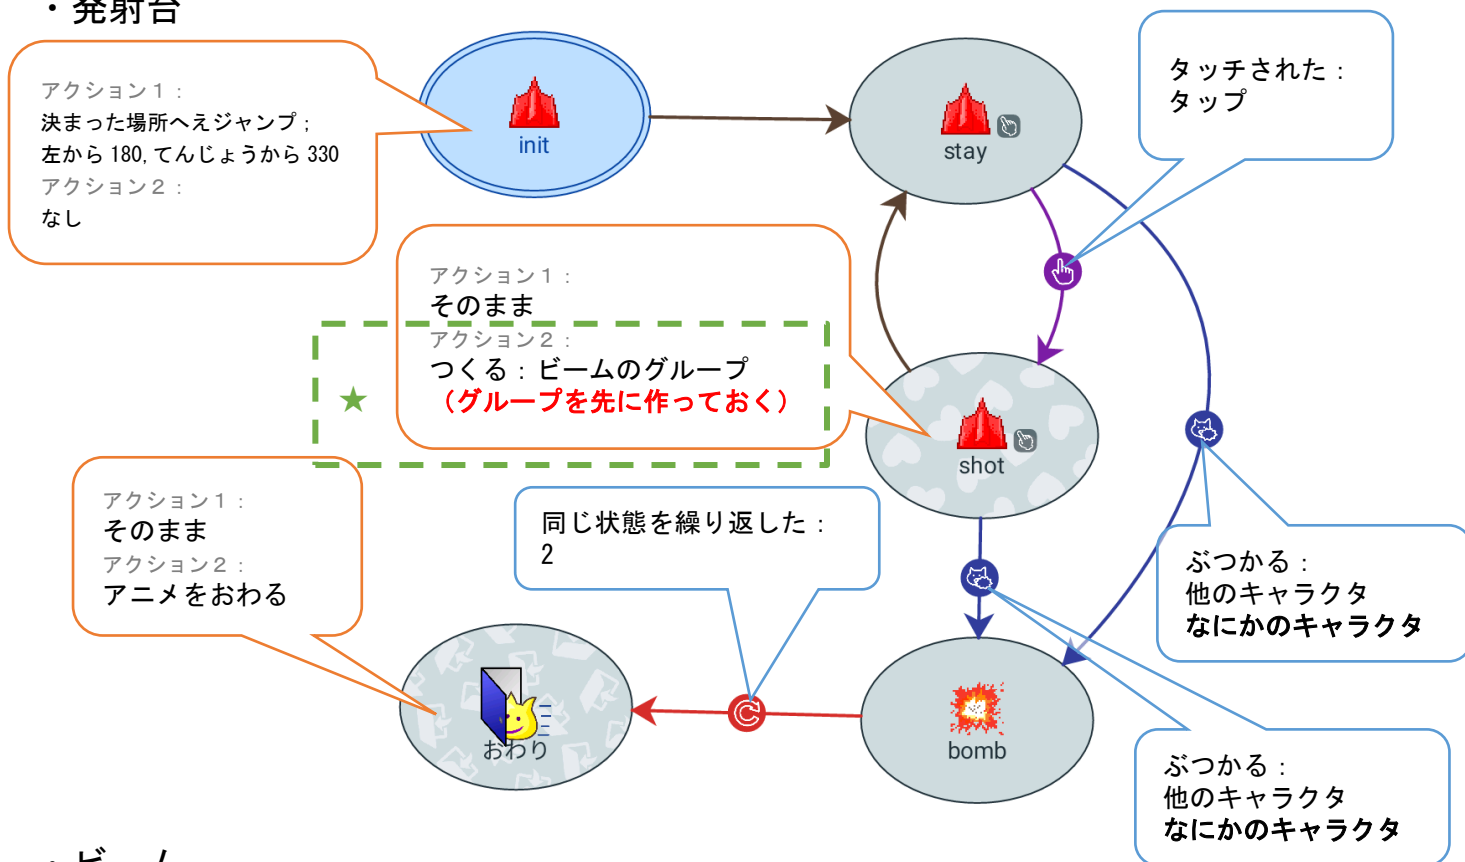 ・発射台
アクション１：
決まった場所へえジャンプ；
左から 180, てんじょうから 330
アクション２：
なし
init
stay
タッチされた：
タップ
アクション１：
そのまま
アクション２：
つくる：ビームのグループ
（グループを先に作っておく）
★
shot
アクション１：
そのまま
アクション２：
アニメをおわる
同じ状態を繰り返した：
2
ぶつかる：
他のキャラクタ
なにかのキャラクタ
おわり
bomb
ぶつかる：
他のキャラクタ
なにかのキャラクタ
・ビーム